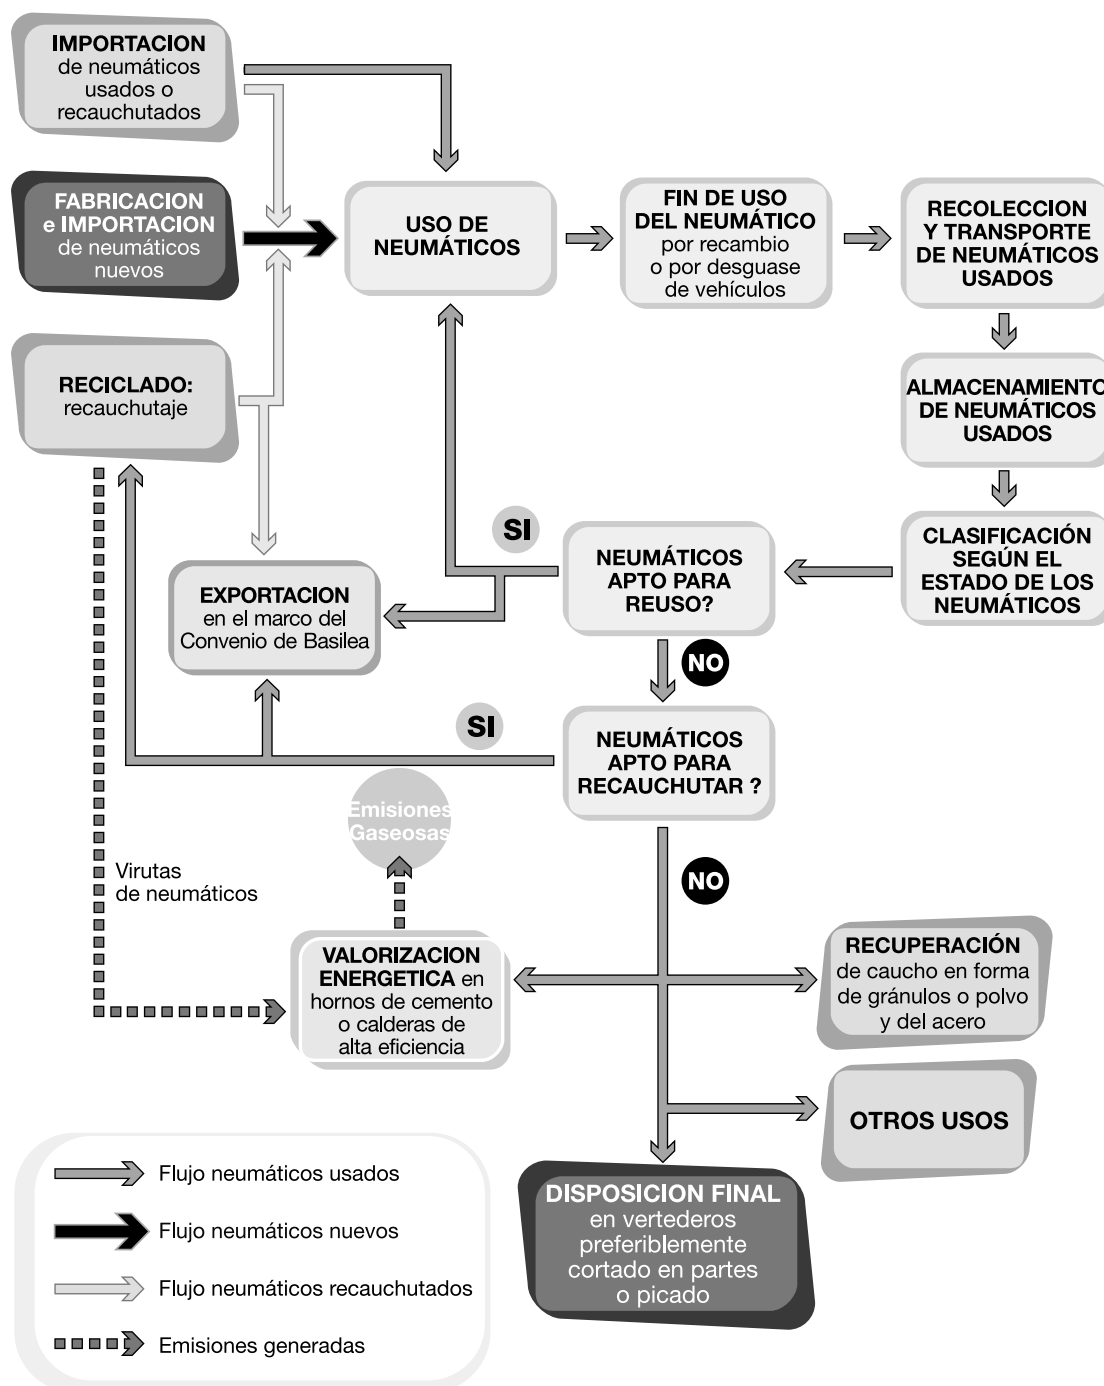 IMPORTACION
de neumáticos
usados o
recauchutados
FABRICACION
e IMPORTACION
de neumáticos
nuevos
USO DE
NEUMÁTICOS
FIN DE USO
DEL NEUMÁTICO
por recambio
o por desguase
de vehículos
RECOLECCION
Y TRANSPORTE
DE NEUMÁTICOS
USADOS
RECICLADO:
recauchutaje
ALMACENAMIENTO
DE NEUMÁTICOS
USADOS
CLASIFICACIÓN
SEGÚN EL
ESTADO DE LOS
NEUMÁTICOS
SI
NEUMÁTICOS
APTO PARA
REUSO?
EXPORTACION
en el marco del
Convenio de Basilea
NO
SI
NEUMÁTICOS
APTO PARA
RECAUCHUTAR ?
Emisiones
Gaseosas
Virutas
de neumáticos
NO
VALORIZACION
ENERGETICA en
hornos de cemento
o calderas de
alta eficiencia
RECUPERACIÓN
de caucho en forma
de gránulos o polvo
y del acero
OTROS USOS
DISPOSICION FINAL
en vertederos
preferiblemente
cortado en partes
o picado
Flujo neumáticos usados
Flujo neumáticos nuevos
Flujo neumáticos recauchutados
Emisiones generadas